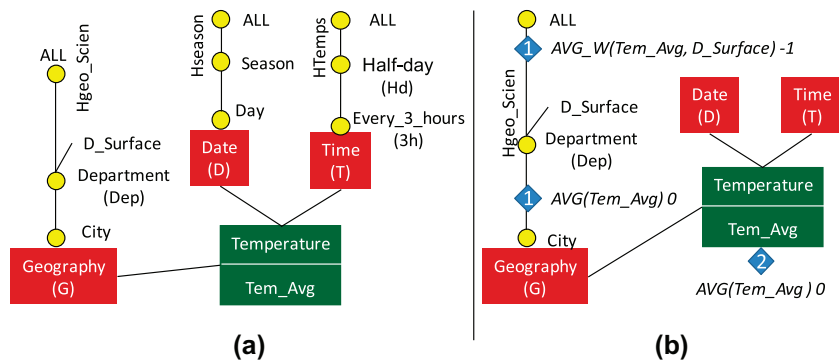 ALL
Hgeo_Scien
D_Surface
Department
(Dep)
City
Geography
(G)
ALL
Hseason
Season
Day
Date
(D)
ALL
HTemps
Half-day
(Hd)
Every_3_hours
(3h)
Time
(T)
Temperature
Tem_Avg
(a)
ALL
1
AVG_W(Tem_Avg, D_Surface) -1
Hgeo_Scien
D_Surface
Department
(Dep)
1
AVG(Tem_Avg) 0
City
Geography
(G)
Date
(D)
Time
(T)
Temperature
Tem_Avg
2
AVG(Tem_Avg ) 0
(b)